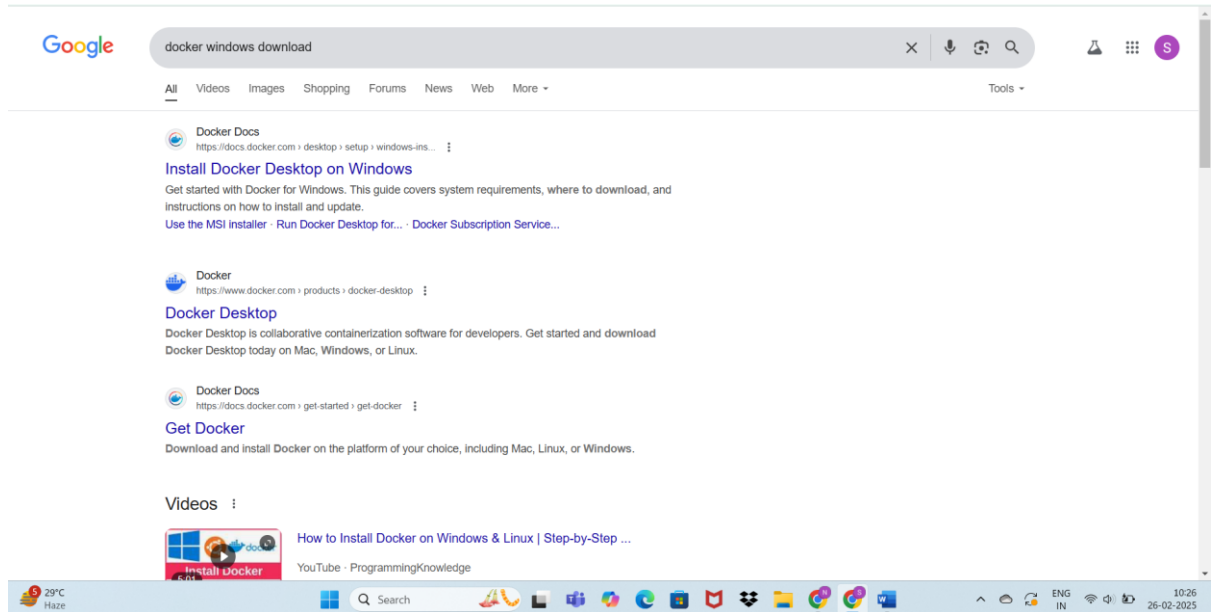 Google
docker windows download
S
All Videos Images Shopping Forums News Web More
Tools
Docker Docs
https://docs.docker.com › desktop › setup › windows-ins...
Install Docker Desktop on Windows
Get started with Docker for Windows. This guide covers system requirements, where to download, and
instructions on how to install and update.
Use the MSI installer · Run Docker Desktop for... · Docker Subscription Service...
Docker
https://www.docker.com › products › docker-desktop
Docker Desktop
Docker Desktop is collaborative containerization software for developers. Get started and download
Docker Desktop today on Mac, Windows, or Linux.
Docker Docs
https://docs.docker.com › get-started › get-docker
Get Docker
Download and install Docker on the platform of your choice, including Mac, Linux, or Windows.
Videos
docker
Install Docker
5:01
How to Install Docker on Windows & Linux | Step-by-Step ...
YouTube · ProgrammingKnowledge
5
29°C
Haze
Search
ENG
IN
10:26
26-02-2025